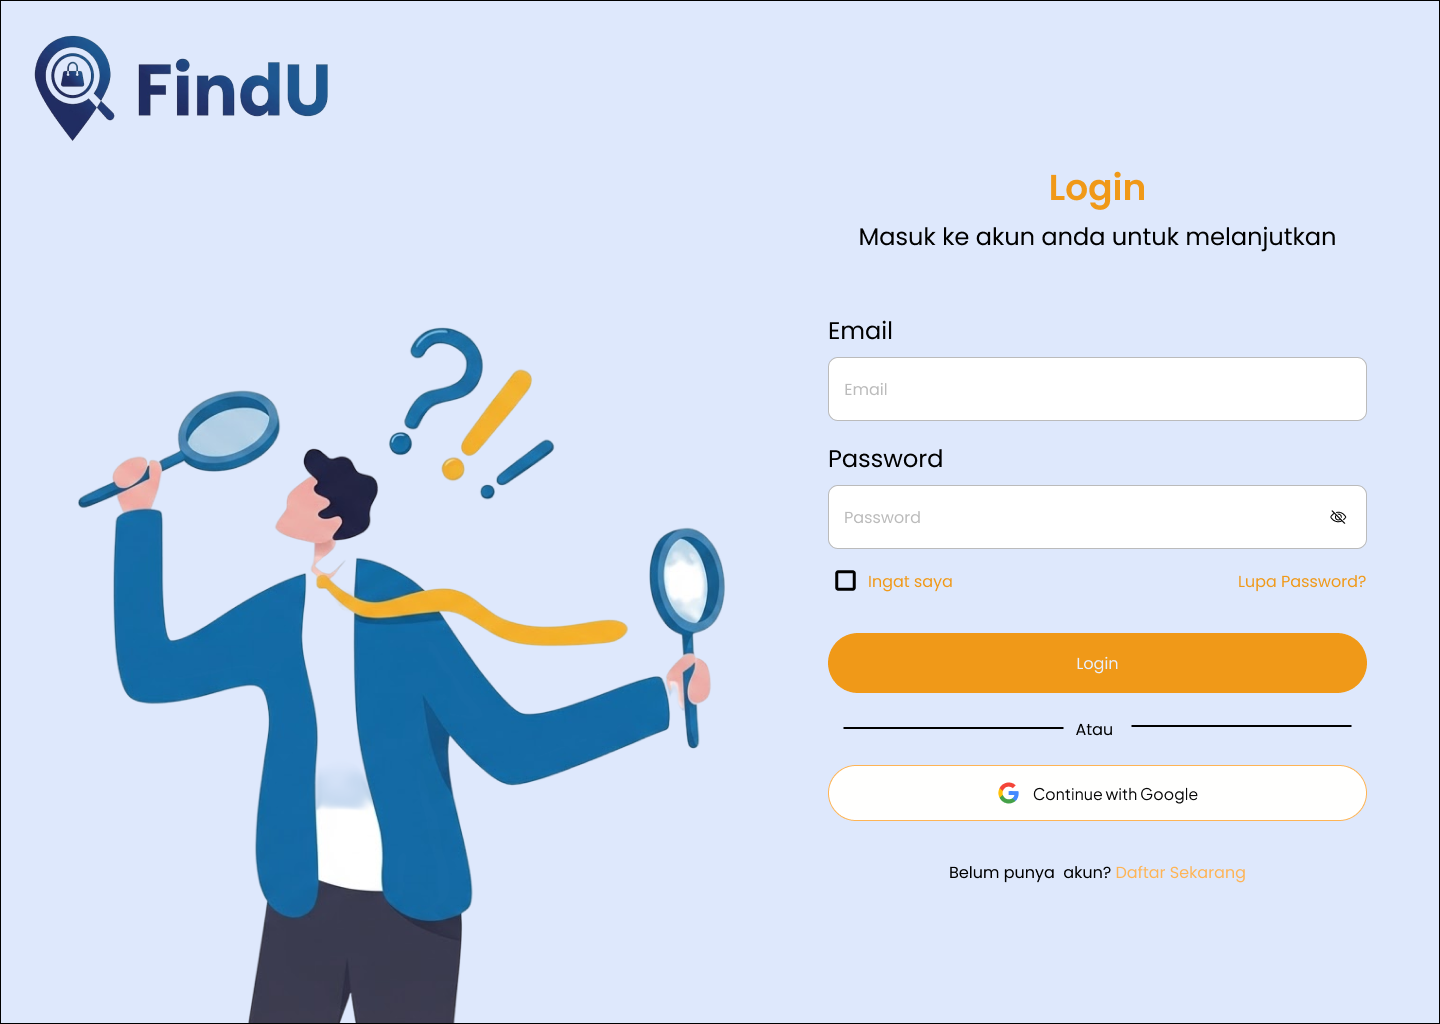 FindU
Login
Masuk ke akun anda untuk melanjutkan
Email
Email
Password
Password
Ingat saya
Lupa Password?
Login
Atau
Continue with Google
Belum punya  akun? Daftar Sekarang